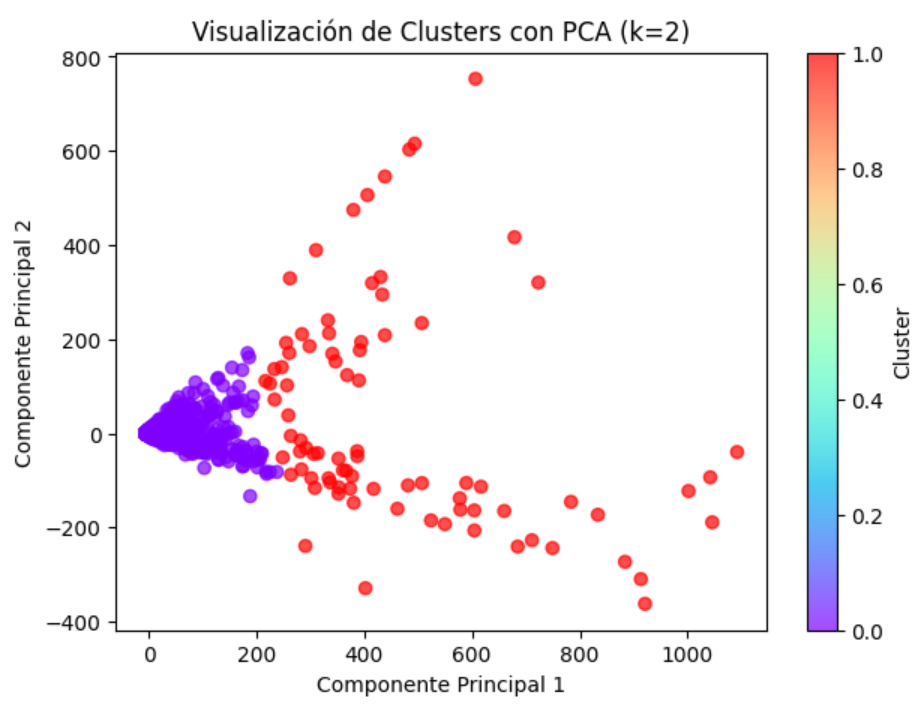 Visualización de Clusters con PCA (k=2)
800
600
400
200
0
−200
−400
Componente Principal 2
0 200 400 600 800 1000
Componente Principal 1
1.0
0.8
0.6
0.4
0.2
0.0
Cluster